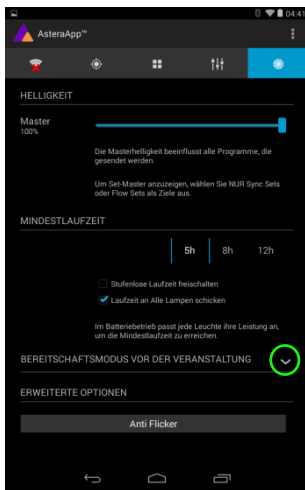 04:41
AsteraApp™
HELLIGKEIT
Master
100%
Die Masterhelligkeit beeinflusst alle Programme, die
gesendet werden.
Um Set-Master anzuzeigen, wählen Sie NUR Sync Sets
oder Flow Sets als Ziele aus.
MINDESTLAUFZEIT
5h 8h 12h
Stufenlose Laufzeit freischalten
Laufzeit an Alle Lampen schicken
Im Batteriebetrieb passt jede Leuchte ihre Leistung an,
um die Mindestlaufzeit zu erreichen.
BEREITSCHAFTSMODUS VOR DER VERANSTALTUNG
ERWEITERTE OPTIONEN
Anti Flicker